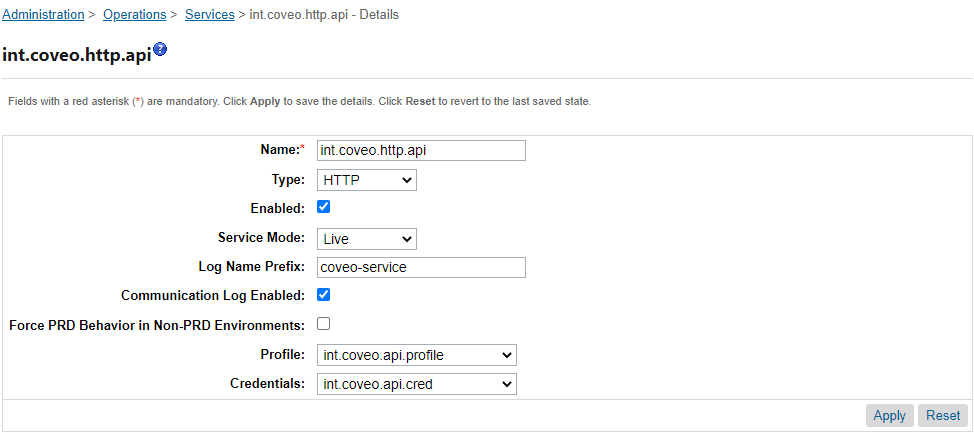 Administration > Operations > Services > int.coveo.http.api - Details
int.coveo.http.api ?
Fields with a red asterisk (*) are mandatory. Click Apply to save the details. Click Reset to revert to the last saved state.
Name:* int.coveo.http.api
Type: HTTP
Enabled:
Service Mode: Live
Log Name Prefix: coveo-service
Communication Log Enabled:
Force PRD Behavior in Non-PRD Environments:
Profile: int.coveo.api.profile
Credentials: int.coveo.api.cred
Apply Reset